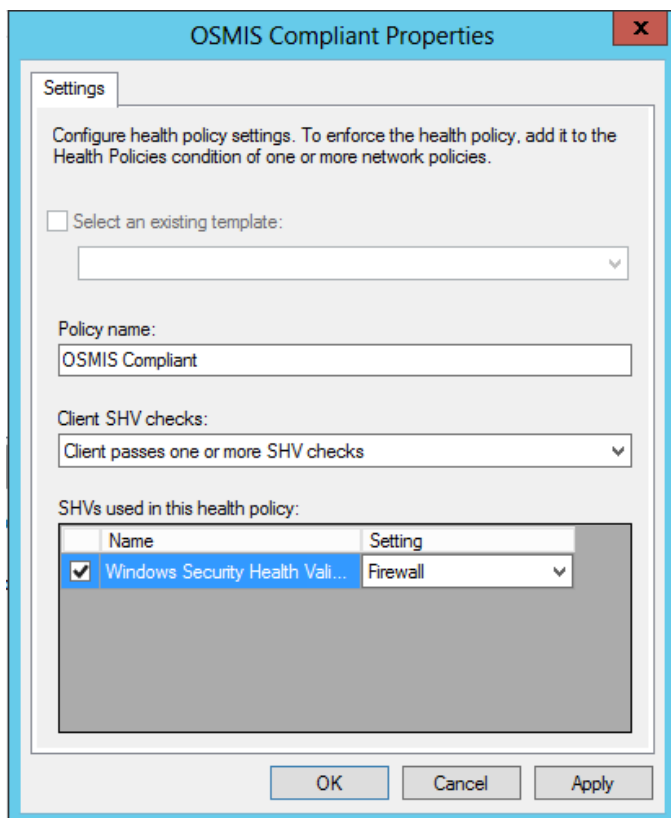 OSMIS Compliant Properties
x
Settings
Configure health policy settings. To enforce the health policy, add it to the
Health Policies condition of one or more network policies.
Select an existing template:
Policy name:
OSMIS Compliant
Client SHV checks:
Client passes one or more SHV checks
SHVs used in this health policy:
Name Setting
Windows Security Health Vali... Firewall
OK Cancel Apply